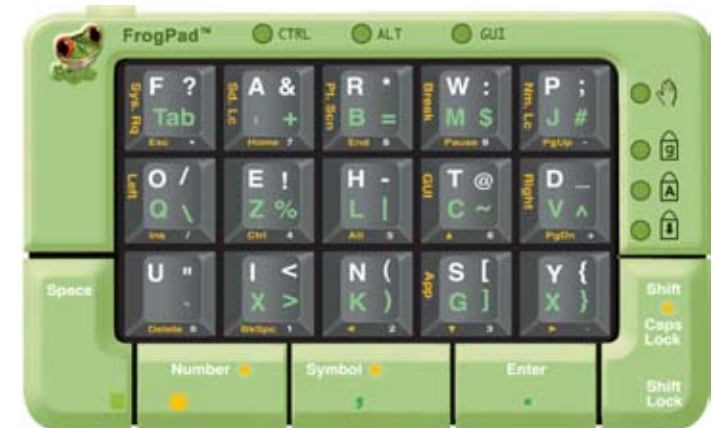 FrogPad™ CTRL ALT GUI
Sys. Rq F ? Sd. Lc A & Pt. Scn R * Break W : Nm. Lc P ;
Tab ' + B = M $ J #
Esc Home 7 End 8 Pause 9 PgUp -
Left O / E ! H - GUI T @ Right D _
Q \ Z % L | C ~ V ^
Ins / Ctrl 4 Alt 5 ▲ 6 PgDn +
g
A
U " I < N ( App S [ Y {
X > K ) G ] X }
Delete 0 BkSpc 1 ◄ 2 ▼ 3 ►
Space
Shift
Caps
Lock
Number Symbol Enter
Shift
Lock